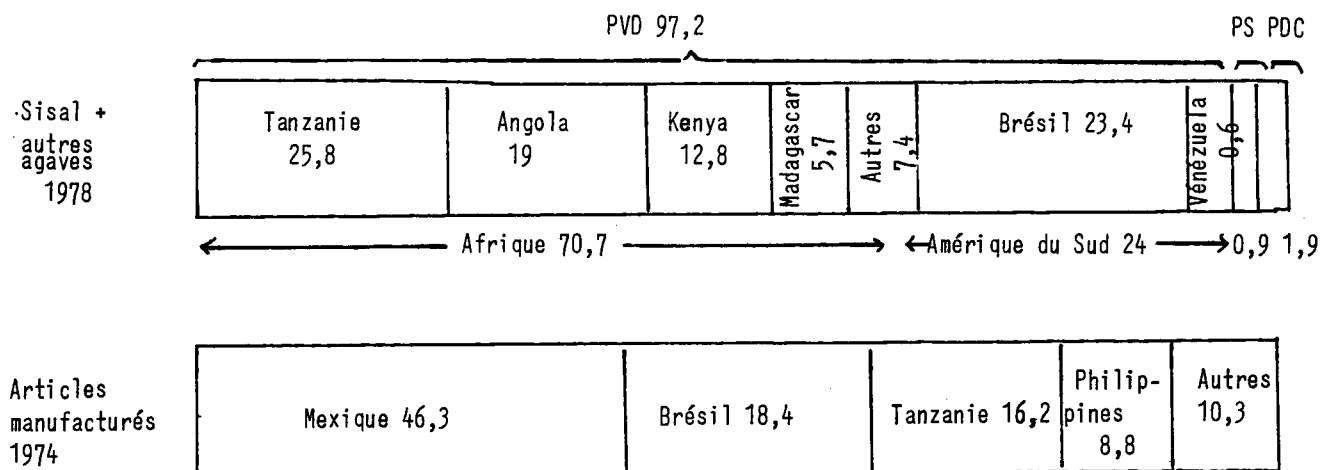 PVD 97,2
PS PDC
Sisal +
autres
agaves
1978
Tanzanie
25,8
Angola
19
Kenya
12,8
Madagascar
5,7
Autres
7,4
Brésil 23,4
Vénézuela
0,6
Afrique 70,7
Amérique du Sud 24
0,9 1,9
Articles
manufacturés
1974
Mexique 46,3
Brésil 18,4
Tanzanie 16,2
Philip-
pines
8,8
Autres
10,3